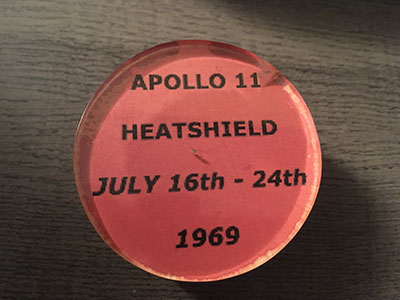 APOLLO 11
HEATSHIELD
JULY 16th - 24th
1969